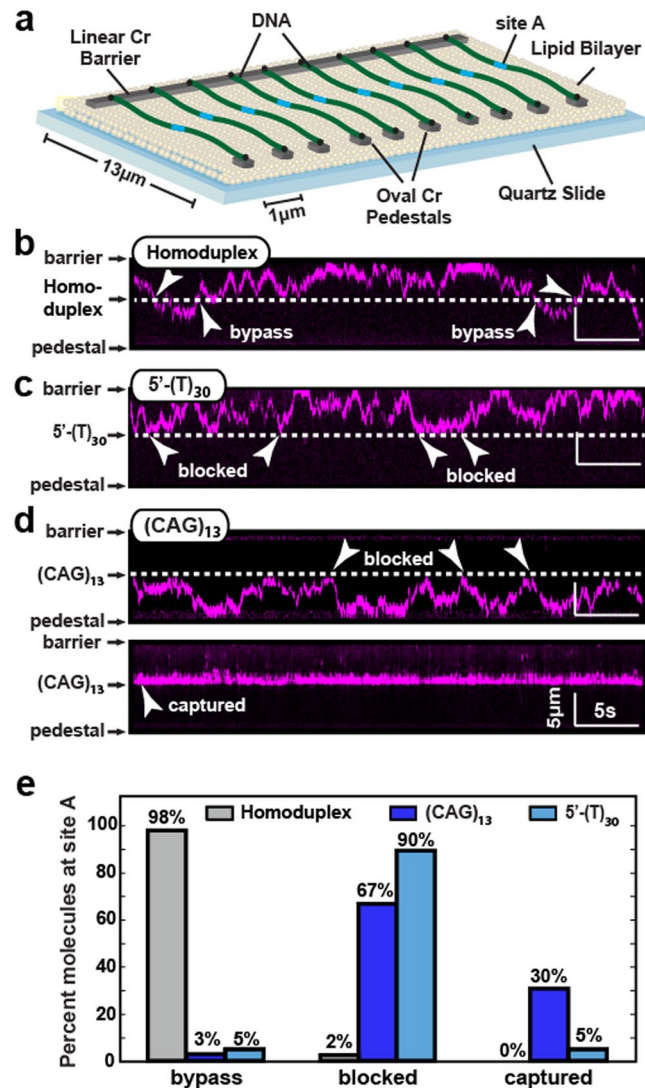 a
Linear Cr
Barrier
DNA
site A
Lipid Bilayer
13µm
1µm
Oval Cr
Pedestals
Quartz Slide
b
barrier
Homoduplex
Homo-
duplex
bypass
bypass
pedestal
c
barrier
5'-(T)30
5'-(T)30
blocked
blocked
pedestal
d
barrier
(CAG)13
(CAG)13
blocked
pedestal
barrier
(CAG)13
captured
5µm
5s
pedestal
e
Percent molecules at site A
Homoduplex (CAG)13 5'-(T)30
100
80
60
40
20
0
98%
3%
5%
2%
67%
90%
0%
30%
5%
bypass blocked captured